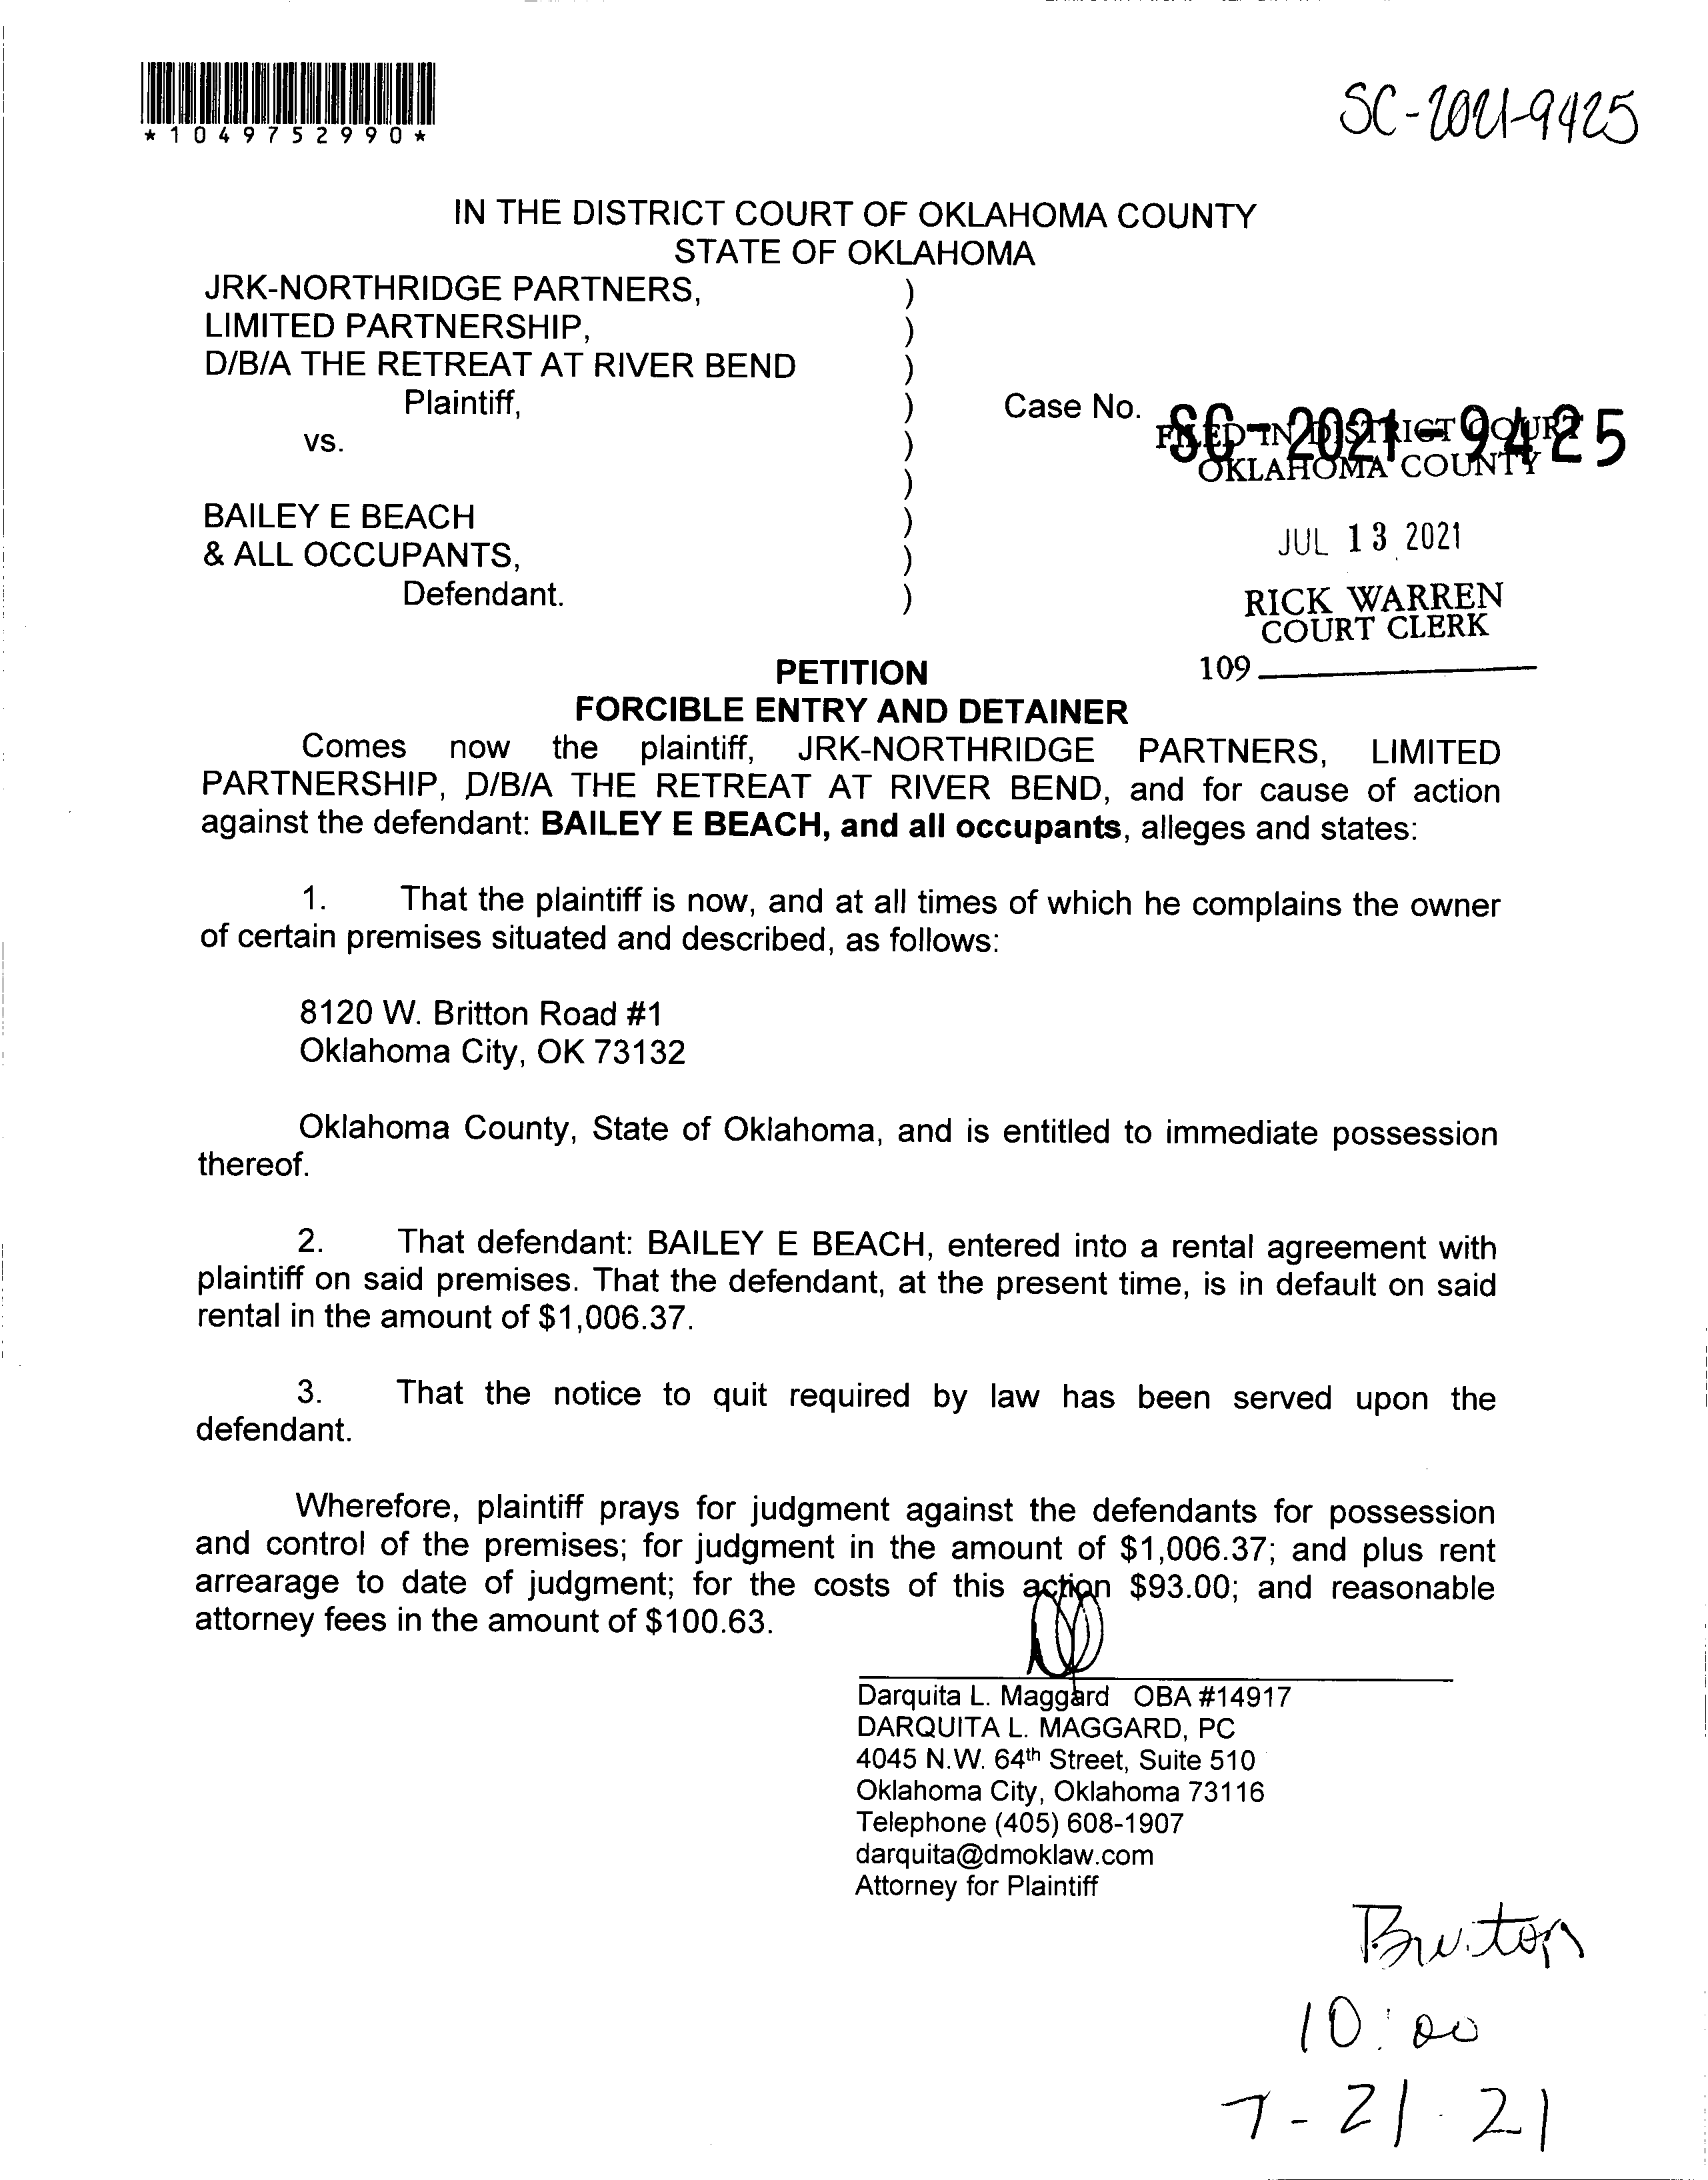 *1049752990*
SC-2021-9425
IN THE DISTRICT COURT OF OKLAHOMA COUNTY
STATE OF OKLAHOMA
JRK-NORTHRIDGE PARTNERS, )
LIMITED PARTNERSHIP, )
D/B/A THE RETREAT AT RIVER BEND )
Plaintiff, ) Case No. SC-2021-9425
FILED IN DISTRICT COURT
vs. )
OKLAHOMA COUNTY
)
BAILEY E BEACH )
& ALL OCCUPANTS, ) JUL 13 2021
Defendant. ) RICK WARREN
COURT CLERK
109
PETITION
FORCIBLE ENTRY AND DETAINER
Comes now the plaintiff, JRK-NORTHRIDGE PARTNERS, LIMITED
PARTNERSHIP, D/B/A THE RETREAT AT RIVER BEND, and for cause of action
against the defendant: BAILEY E BEACH, and all occupants, alleges and states:
1. That the plaintiff is now, and at all times of which he complains the owner
of certain premises situated and described, as follows:
8120 W. Britton Road #1
Oklahoma City, OK 73132
Oklahoma County, State of Oklahoma, and is entitled to immediate possession
thereof.
2. That defendant: BAILEY E BEACH, entered into a rental agreement with
plaintiff on said premises. That the defendant, at the present time, is in default on said
rental in the amount of $1,006.37.
3. That the notice to quit required by law has been served upon the
defendant.
Wherefore, plaintiff prays for judgment against the defendants for possession
and control of the premises; for judgment in the amount of $1,006.37; and plus rent
arrearage to date of judgment; for the costs of this action $93.00; and reasonable
attorney fees in the amount of $100.63.
Darquita L. Maggard OBA #14917
DARQUITA L. MAGGARD, PC
4045 N.W. 64th Street, Suite 510
Oklahoma City, Oklahoma 73116
Telephone (405) 608-1907
darquita@dmoklaw.com
Attorney for Plaintiff
10:00
7-21 21